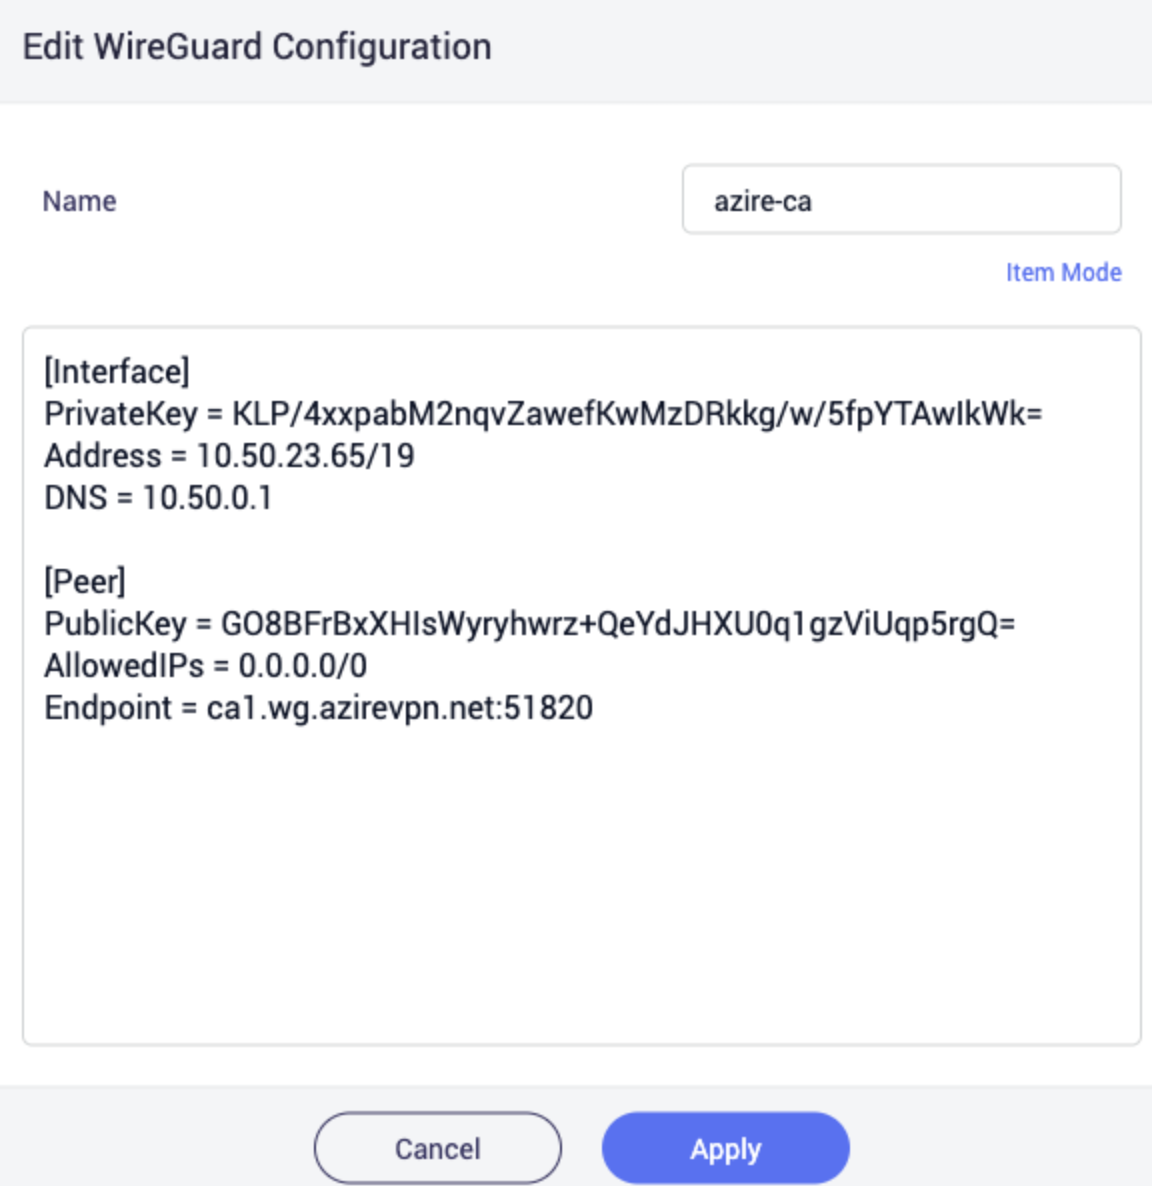 Edit WireGuard Configuration
Name
azire-ca
Item Mode
[Interface]
PrivateKey = KLP/4xxpabM2nqvZawefKwMzDRkkg/w/5fpYTAwIkWk=
Address = 10.50.23.65/19
DNS = 10.50.0.1
[Peer]
PublicKey = GO8BFrBxXHIsWyryhwrz+QeYdJHXU0q1gzViUqp5rgQ=
AllowedIPs = 0.0.0.0/0
Endpoint = ca1.wg.azirevpn.net:51820
Cancel
Apply